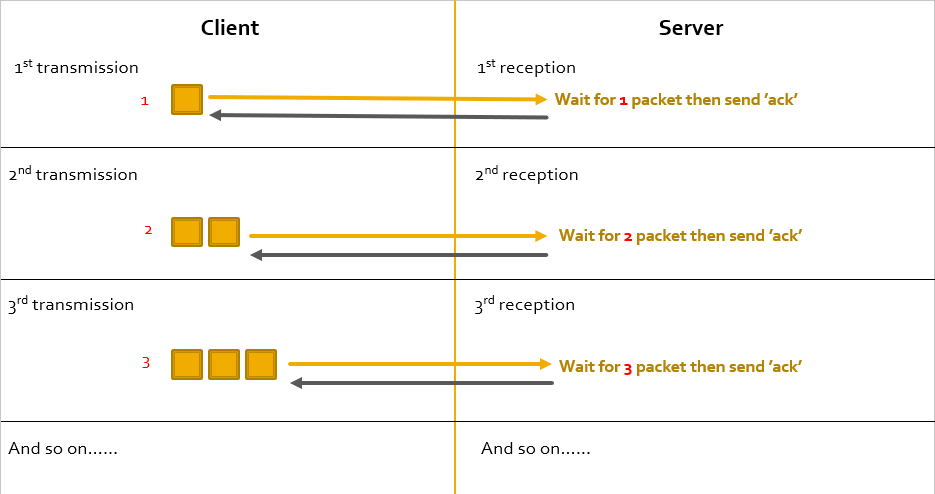 Client Server
1st transmission 1st reception
1 Wait for 1 packet then send 'ack'
2nd transmission 2nd reception
2 Wait for 2 packet then send 'ack'
3rd transmission 3rd reception
3 Wait for 3 packet then send 'ack'
And so on...... And so on......